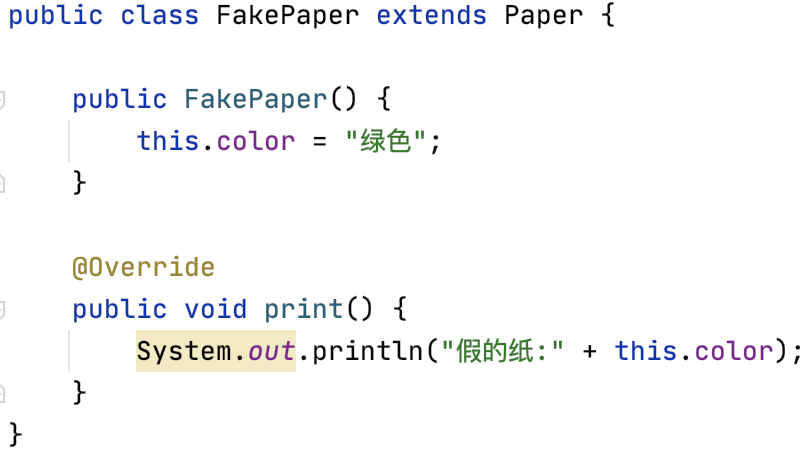 public class FakePaper extends Paper {
public FakePaper() {
this.color = "绿色";
}
@Override
public void print() {
System.out.println("假的纸:" + this.color);
}
}